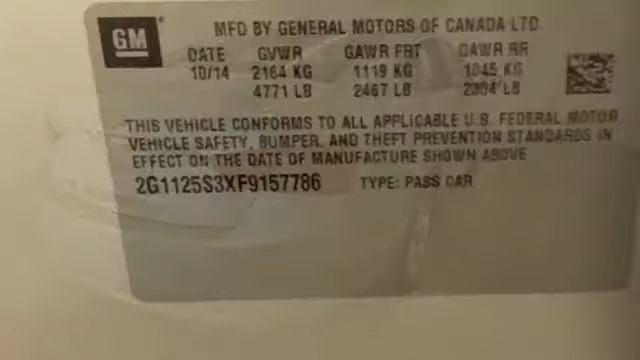 GM
MFD BY GENERAL MOTORS OF CANADA LTD
DATE GVWR GAWR FRT GAWR RR
10/14 2164 KG 1119 KG 1045 KG
4771 LB 2467 LB 2304 LB
THIS VEHICLE CONFORMS TO ALL APPLICABLE U.S. FEDERAL MOTOR
VEHICLE SAFETY, BUMPER, AND THEFT PREVENTION STANDARDS IN
EFFECT ON THE DATE OF MANUFACTURE SHOWN ABOVE
2G1125S3XF9157786 TYPE: PASS CAR